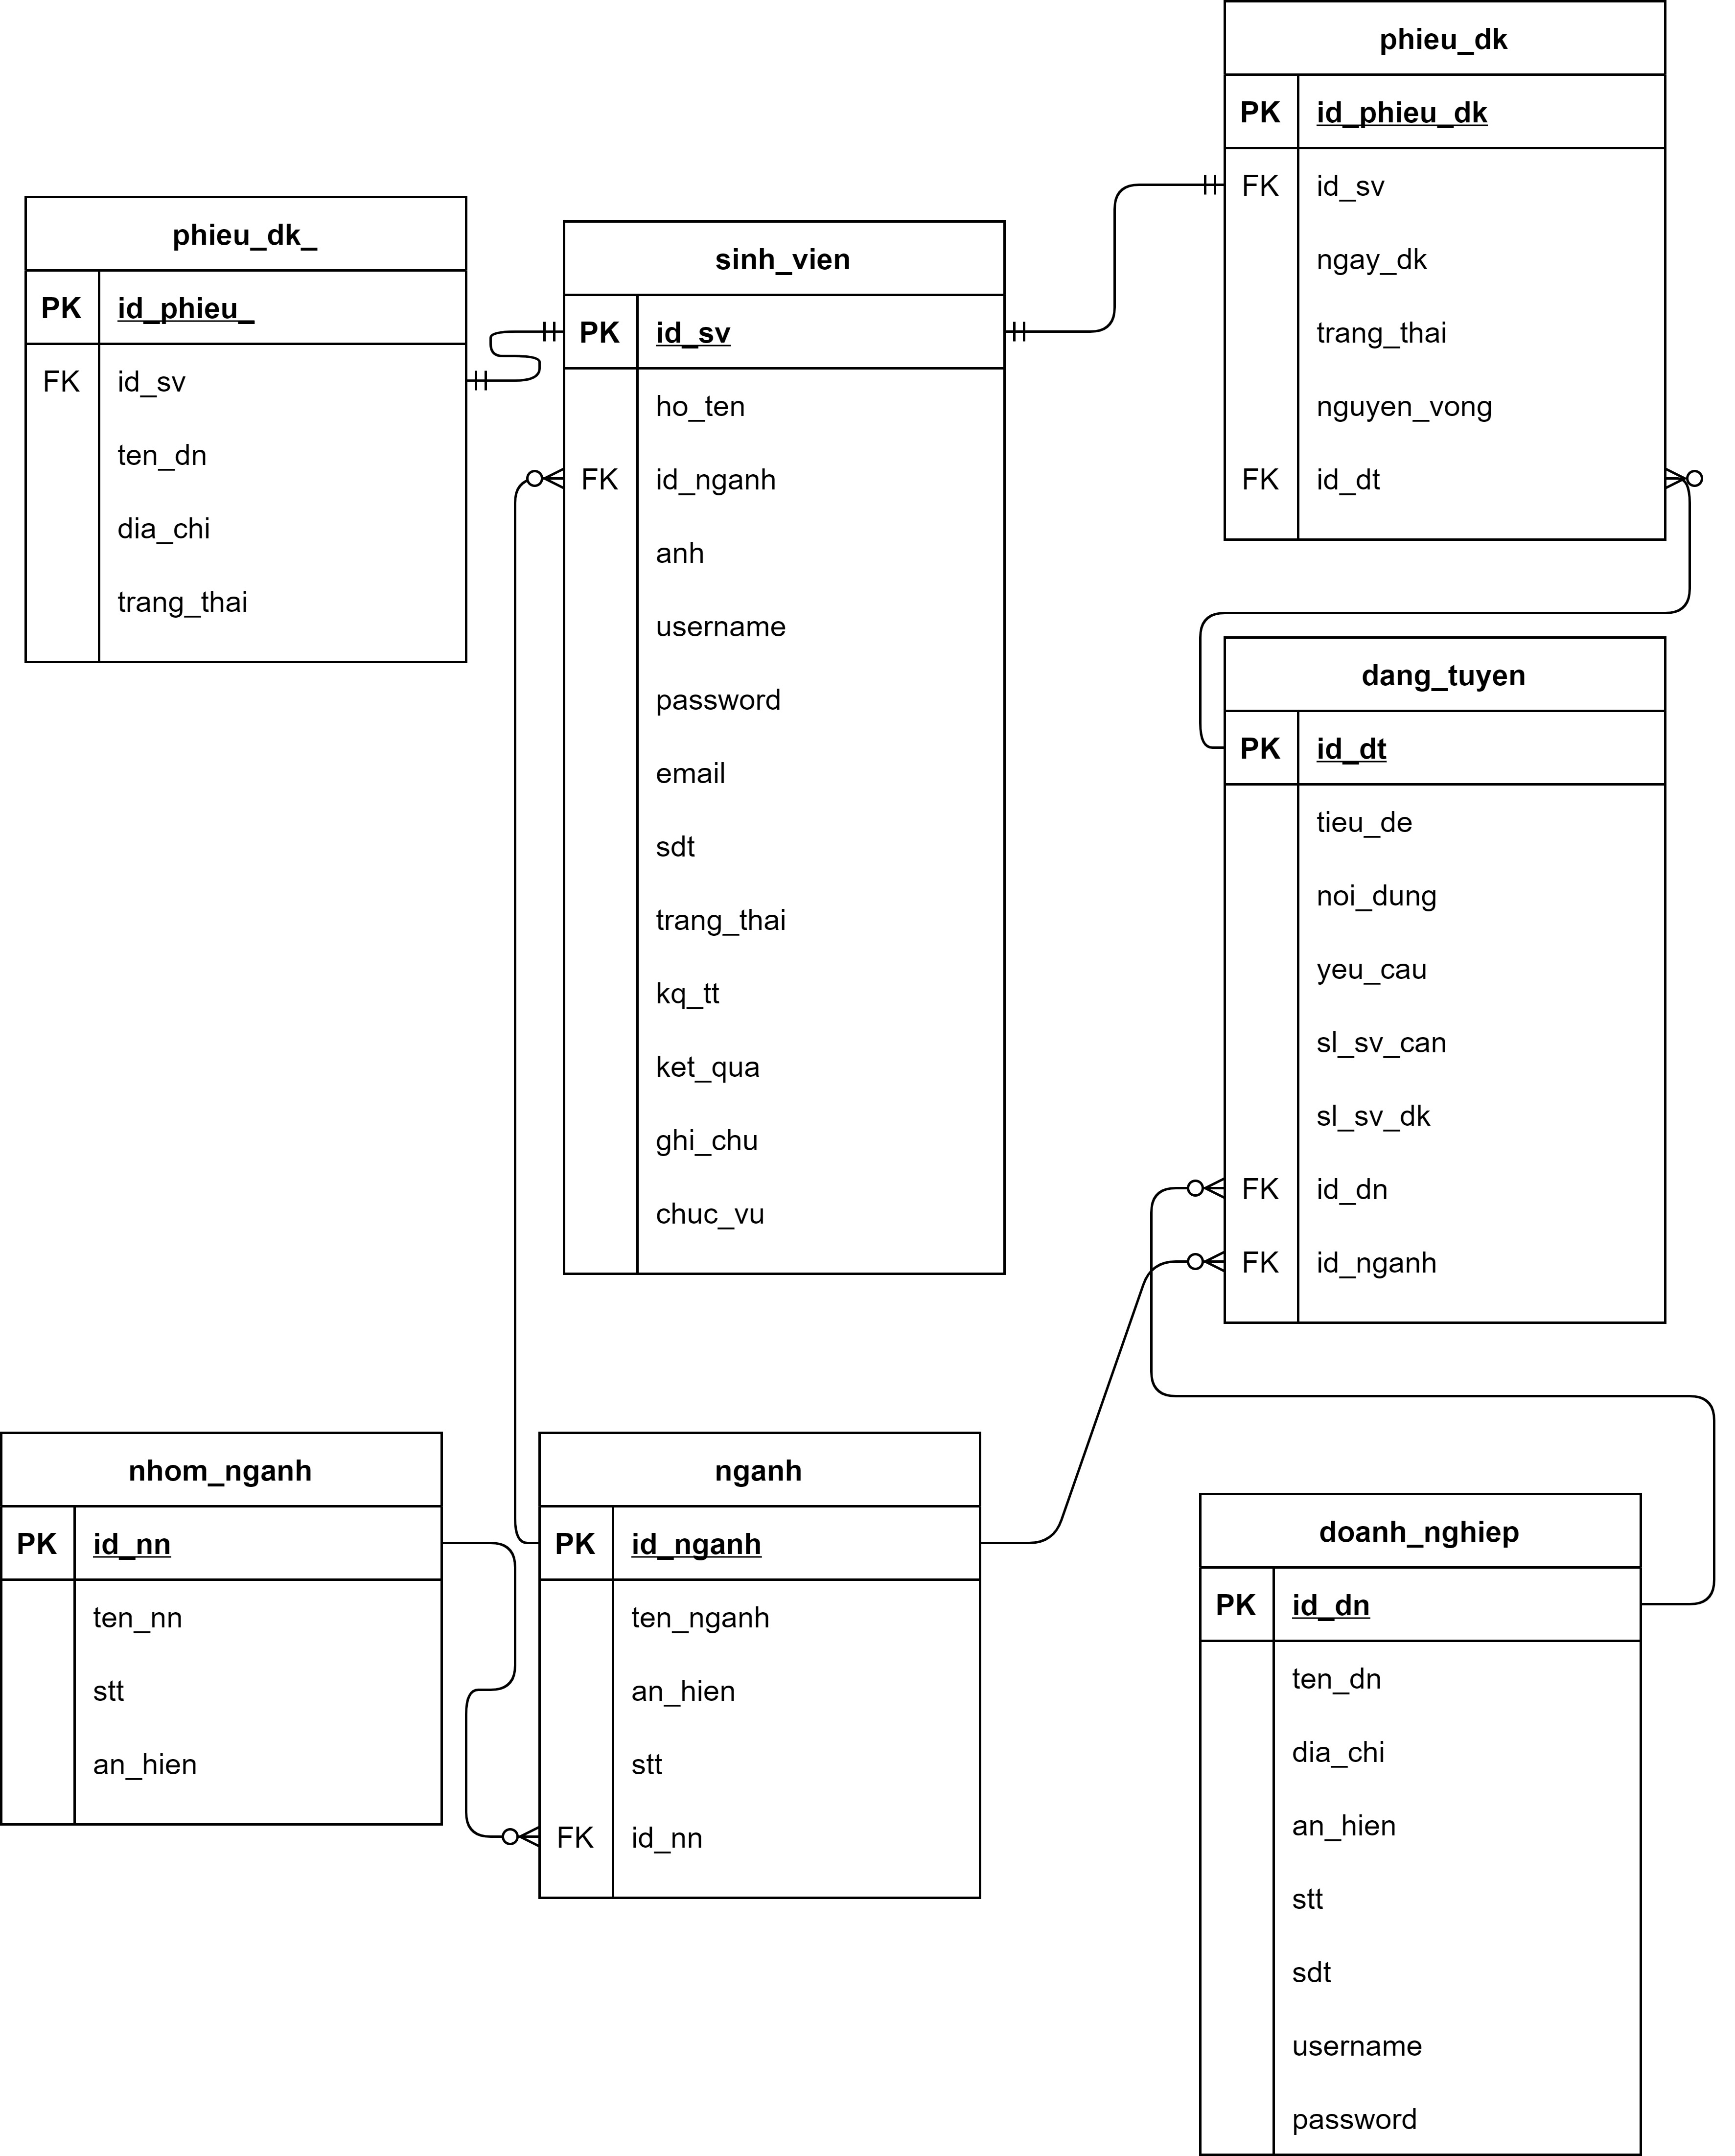 phieu_dk
PK id_phieu_dk
FK id_sv
ngay_dk
trang_thai
nguyen_vong
FK id_dt
phieu_dk_
PK id_phieu_
FK id_sv
ten_dn
dia_chi
trang_thai
sinh_vien
PK id_sv
ho_ten
FK id_nganh
anh
username
password
email
sdt
trang_thai
kq_tt
ket_qua
ghi_chu
chuc_vu
dang_tuyen
PK id_dt
tieu_de
noi_dung
yeu_cau
sl_sv_can
sl_sv_dk
FK id_dn
FK id_nganh
nhom_nganh
PK id_nn
ten_nn
stt
an_hien
nganh
PK id_nganh
ten_nganh
an_hien
stt
FK id_nn
doanh_nghiep
PK id_dn
ten_dn
dia_chi
an_hien
stt
sdt
username
password